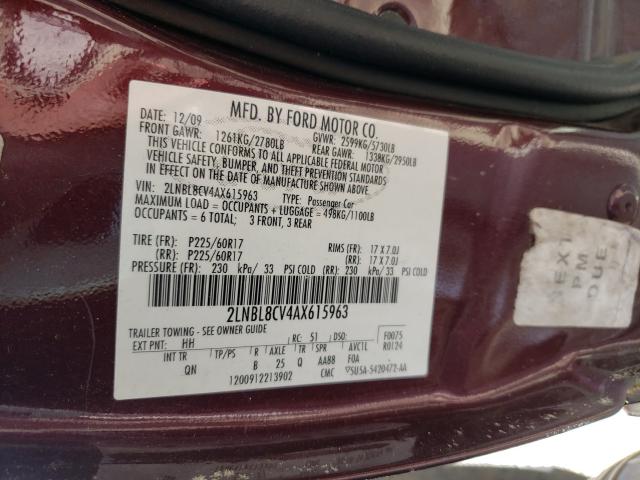 MFD. BY FORD MOTOR CO.
DATE: 12/09 GVWR: 2599KG/5730LB
FRONT GAWR: 1261KG/2780LB REAR GAWR: 1338KG/2950LB
THIS VEHICLE CONFORMS TO ALL APPLICABLE FEDERAL MOTOR
VEHICLE SAFETY, BUMPER, AND THEFT PREVENTION STANDARDS
IN EFFECT ON THE DATE OF MANUFACTURE SHOWN ABOVE.
VIN: 2LNBL8CV4AX615963 TYPE: Passenger Car
MAXIMUM LOAD = OCCUPANTS + LUGGAGE = 498KG/1100LB
OCCUPANTS = 6 TOTAL; 3 FRONT, 3 REAR
TIRE (FR): P225/60R17 RIMS (FR): 17 X 7.0J
(RR): P225/60R17 (RR): 17 X 7.0J
PRESSURE (FR): 230 kPa/ 33 PSI COLD (RR): 230 kPa/ 33 PSI COLD
2LNBL8CV4AX615963
TRAILER TOWING - SEE OWNER GUIDE
EXT PNT: HH RC: 51 DSO: F0075
INT TR TP/PS R AXLE TR SPR AVC1L R0124
QN B 25 Q AA88 FOA
1200912213902 CMC 5U5A-5420472-AA
NEXT
PM
DUE